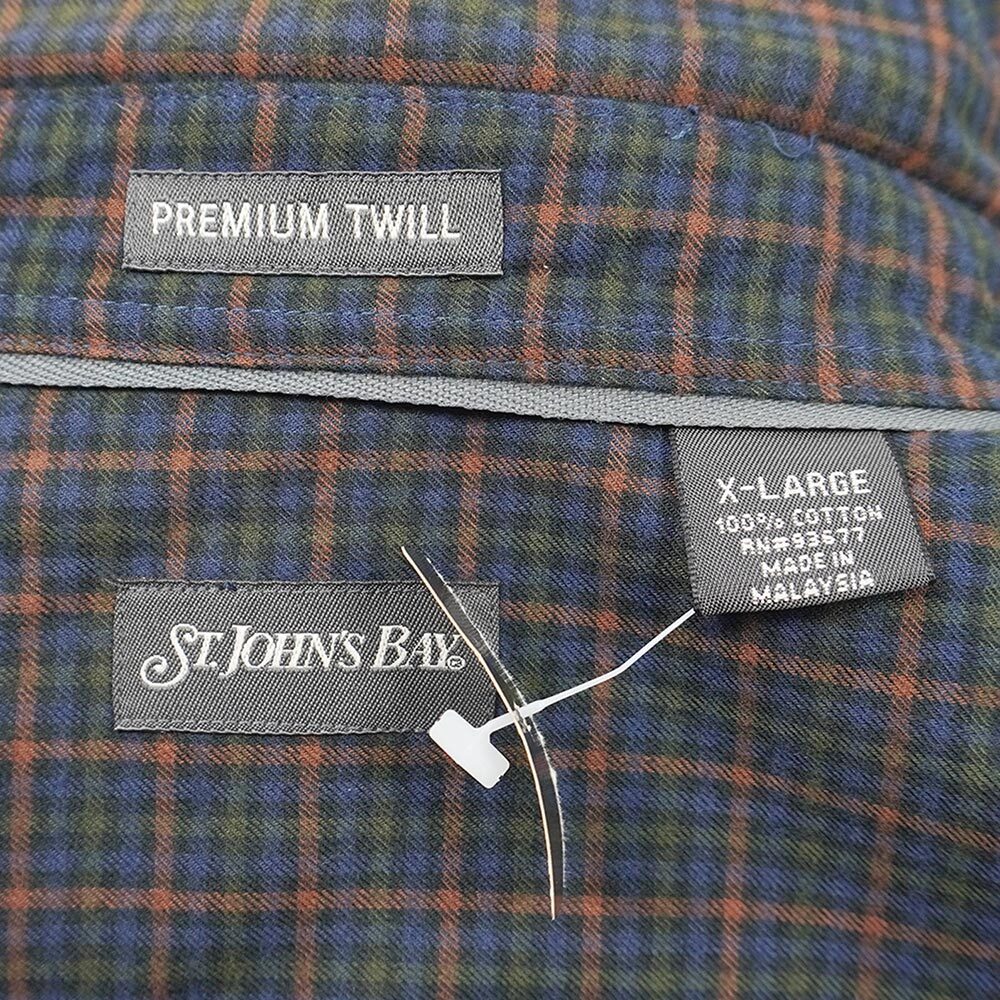 PREMIUM TWILL
X-LARGE
100% COTTON
RN#93677
MADE IN
MALAYSIA
ST. JOHN'S BAY®